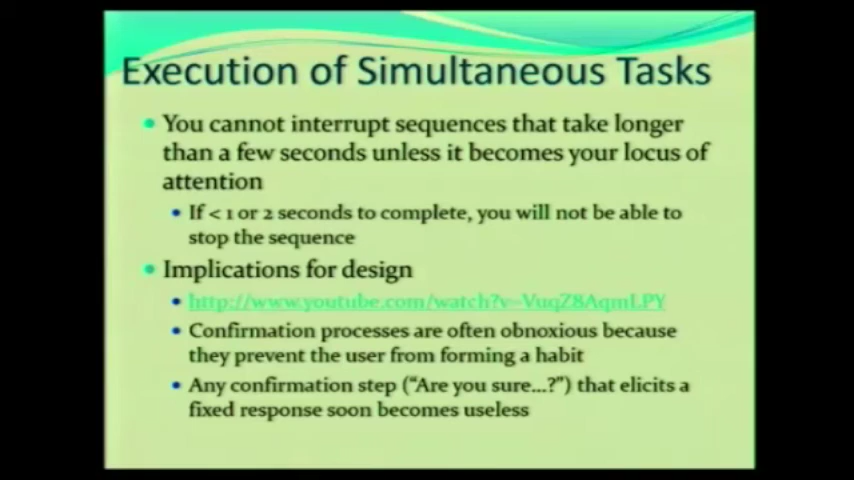 Execution of Simultaneous Tasks
• You cannot interrupt sequences that take longer
than a few seconds unless it becomes your locus of
attention
• If < 1 or 2 seconds to complete, you will not be able to
stop the sequence
• Implications for design
• http://www.youtube.com/watch?v=VuqZ8AqmLPY
• Confirmation processes are often obnoxious because
they prevent the user from forming a habit
• Any confirmation step ("Are you sure...?") that elicits a
fixed response soon becomes useless